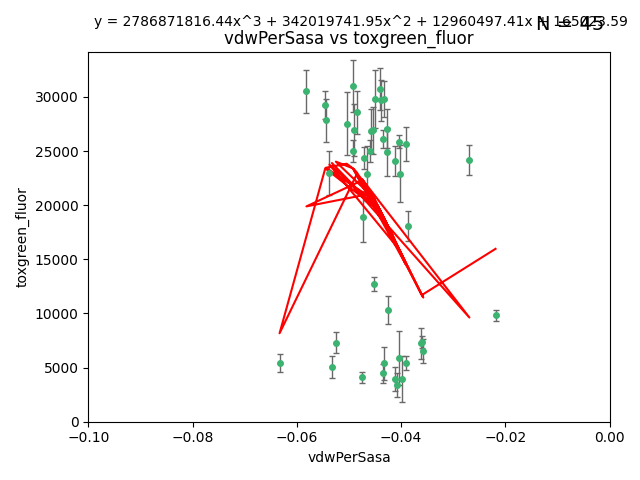 y = 2786871816.44x^3 + 342019741.95x^2 + 12960497.41x + 165023.59
N = 45
vdwPerSasa vs toxgreen_fluor
30000
25000
20000
15000
10000
5000
0
toxgreen_fluor
−0.10
−0.08
−0.06
−0.04
−0.02
0.00
vdwPerSasa